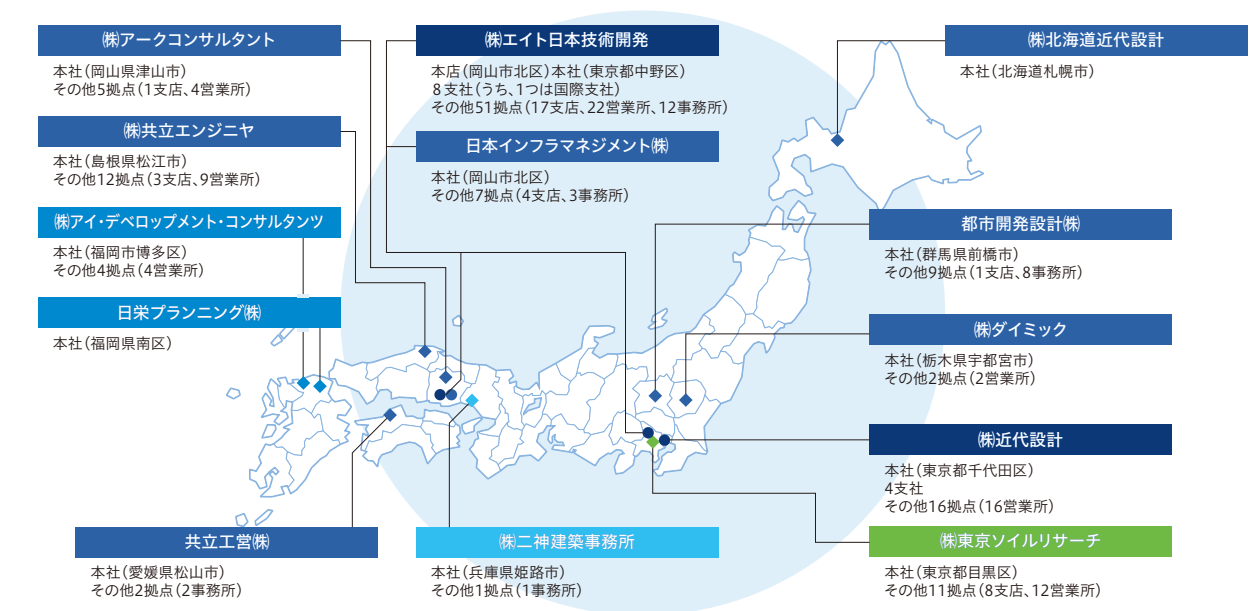 ㈱アークコンサルタント
本社(岡山県津山市)
その他5拠点(1支店、4営業所)
㈱共立エンジニヤ
本社(島根県松江市)
その他12拠点(3支店、9営業所)
㈱アイ・デベロップメント・コンサルタンツ
本社(福岡市博多区)
その他4拠点(4営業所)
日栄プランニング㈱
本社(福岡県南区)
㈱エイト日本技術開発
本店(岡山市北区)本社(東京都中野区)
8支社(うち、1つは国際支社)
その他51拠点(17支店、22営業所、12事務所)
日本インフラマネジメント㈱
本社(岡山市北区)
その他7拠点(4支店、3事務所)
㈱北海道近代設計
本社(北海道札幌市)
都市開発設計㈱
本社(群馬県前橋市)
その他9拠点(1支店、8事務所)
㈱ダイミック
本社(栃木県宇都宮市)
その他2拠点(2営業所)
㈱近代設計
本社(東京都千代田区)
4支社
その他16拠点(16営業所)
共立工営㈱
本社(愛媛県松山市)
その他2拠点(2事務所)
㈱二神建築事務所
本社(兵庫県姫路市)
その他1拠点(1事務所)
㈱東京ソイルリサーチ
本社(東京都目黒区)
その他11拠点(8支店、12営業所)